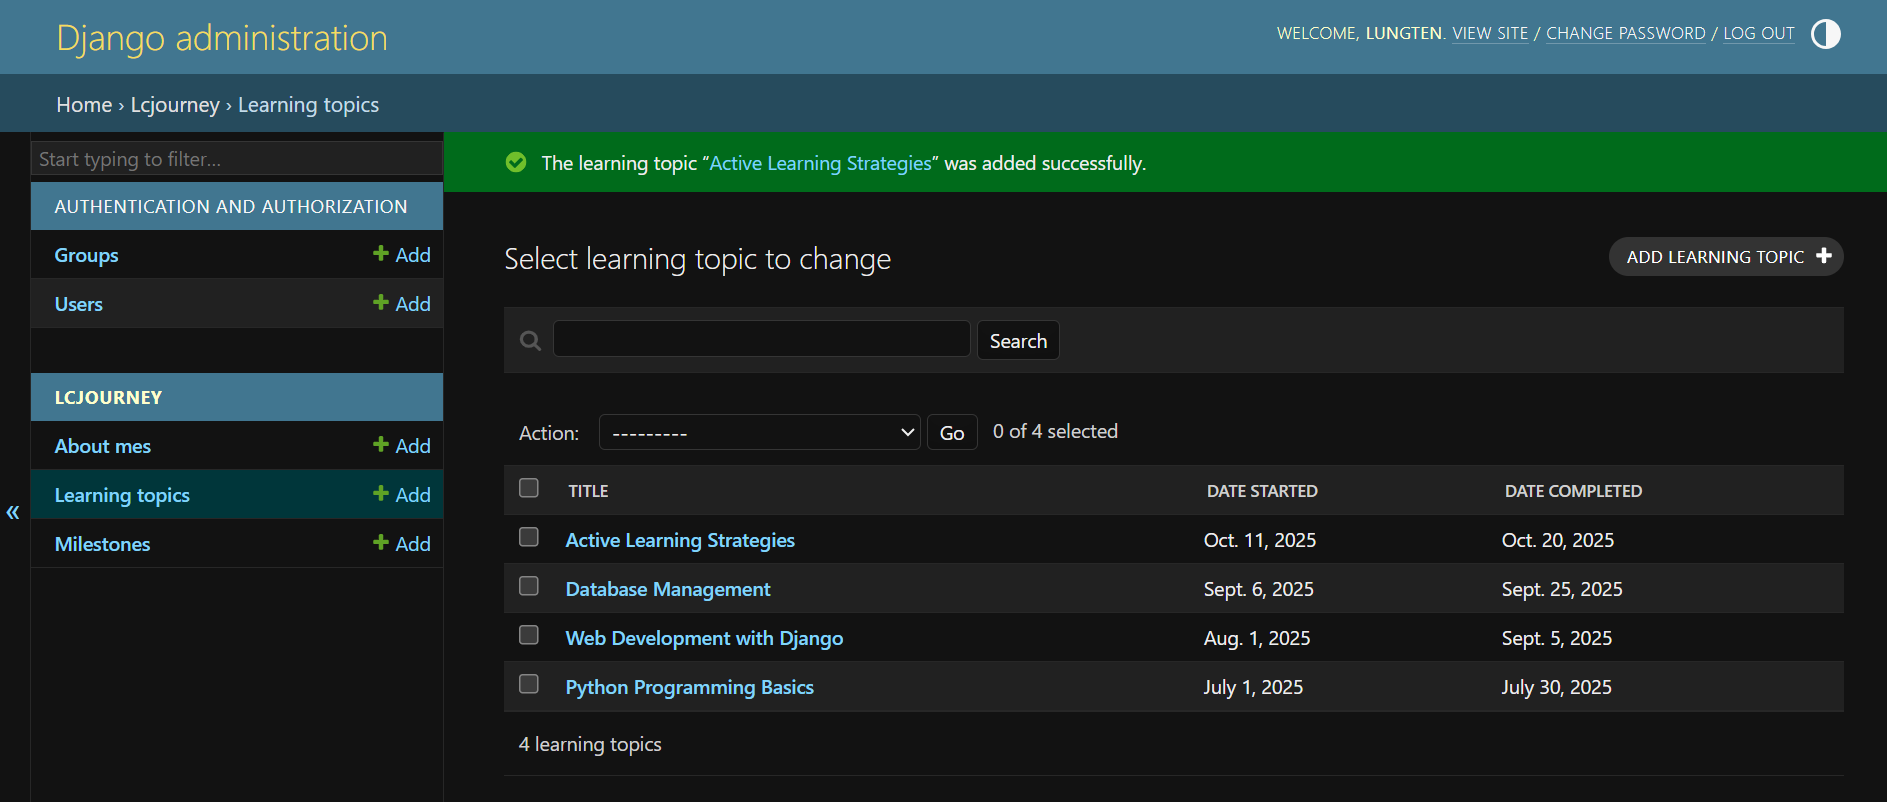 Django administration
WELCOME, LUNGTEN. VIEW SITE / CHANGE PASSWORD / LOG OUT
Home › Lcjourney › Learning topics
Start typing to filter...
AUTHENTICATION AND AUTHORIZATION
Groups + Add
Users + Add
LCJOURNEY
About mes + Add
Learning topics + Add
Milestones + Add
«
The learning topic “Active Learning Strategies” was added successfully.
Select learning topic to change
ADD LEARNING TOPIC +
Search
Action: --------- Go 0 of 4 selected
TITLE DATE STARTED DATE COMPLETED
Active Learning Strategies Oct. 11, 2025 Oct. 20, 2025
Database Management Sept. 6, 2025 Sept. 25, 2025
Web Development with Django Aug. 1, 2025 Sept. 5, 2025
Python Programming Basics July 1, 2025 July 30, 2025
4 learning topics